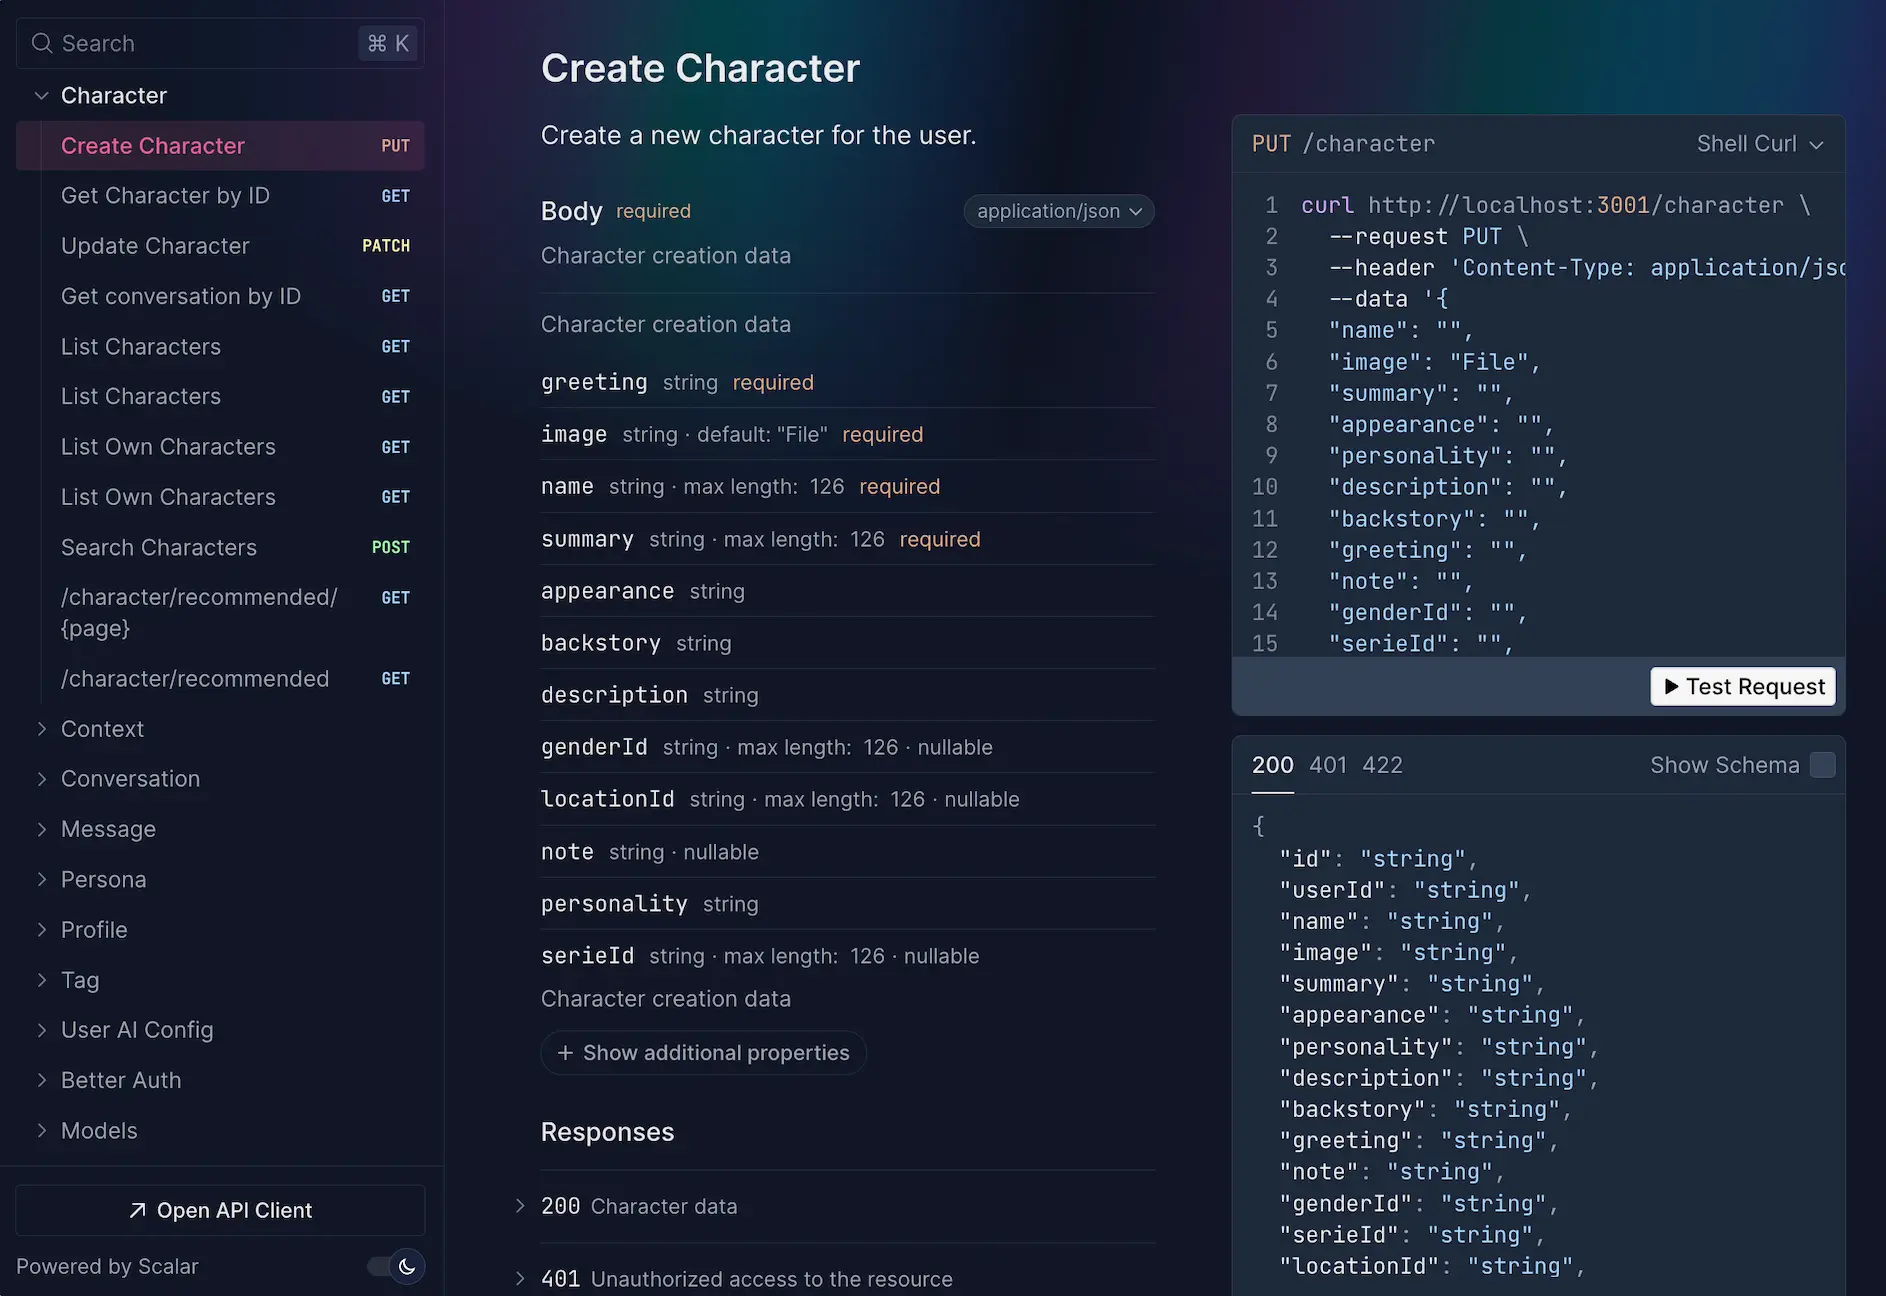 Search
⌘ K
Character
Create Character PUT
Get Character by ID GET
Update Character PATCH
Get conversation by ID GET
List Characters GET
List Characters GET
List Own Characters GET
List Own Characters GET
Search Characters POST
/character/recommended/ GET
{page}
/character/recommended GET
Context
Conversation
Message
Persona
Profile
Tag
User AI Config
Better Auth
Models
Open API Client
Powered by Scalar
Create Character
Create a new character for the user.
Body required application/json
Character creation data
Character creation data
greeting string required
image string · default: "File" required
name string · max length: 126 required
summary string · max length: 126 required
appearance string
backstory string
description string
genderId string · max length: 126 · nullable
locationId string · max length: 126 · nullable
note string · nullable
personality string
serieId string · max length: 126 · nullable
Character creation data
+ Show additional properties
Responses
200 Character data
401 Unauthorized access to the resource
PUT /character Shell Curl
1 curl http://localhost:3001/character \
2 --request PUT \
3 --header 'Content-Type: application/jso
4 --data '{
5 "name": "",
6 "image": "File",
7 "summary": "",
8 "appearance": "",
9 "personality": "",
10 "description": "",
11 "backstory": "",
12 "greeting": "",
13 "note": "",
14 "genderId": "",
15 "serieId": "",
Test Request
200 401 422 Show Schema
{
"id": "string",
"userId": "string",
"name": "string",
"image": "string",
"summary": "string",
"appearance": "string",
"personality": "string",
"description": "string",
"backstory": "string",
"greeting": "string",
"note": "string",
"genderId": "string",
"serieId": "string",
"locationId": "string",